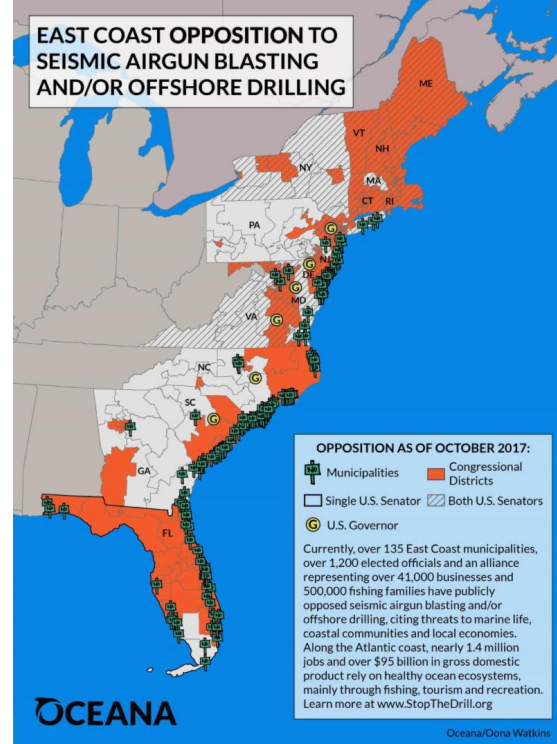 EAST COAST OPPOSITION TO
SEISMIC AIRGUN BLASTING
AND/OR OFFSHORE DRILLING
ME
VT
NH
NY
MA
CT RI
PA
NJ
DE
MD
VA
NC
SC
GA
FL
G
G
G
G
G
G
OPPOSITION AS OF OCTOBER 2017:
Municipalities
Congressional
Districts
Single U.S. Senator
Both U.S. Senators
G U.S. Governor
Currently, over 135 East Coast municipalities,
over 1,200 elected officials and an alliance
representing over 41,000 businesses and
500,000 fishing families have publicly
opposed seismic airgun blasting and/or
offshore drilling, citing threats to marine life,
coastal communities and local economies.
Along the Atlantic coast, nearly 1.4 million
jobs and over $95 billion in gross domestic
product rely on healthy ocean ecosystems,
mainly through fishing, tourism and recreation.
Learn more at www.StopTheDrill.org
OCEANA
Oceana/Oona Watkins